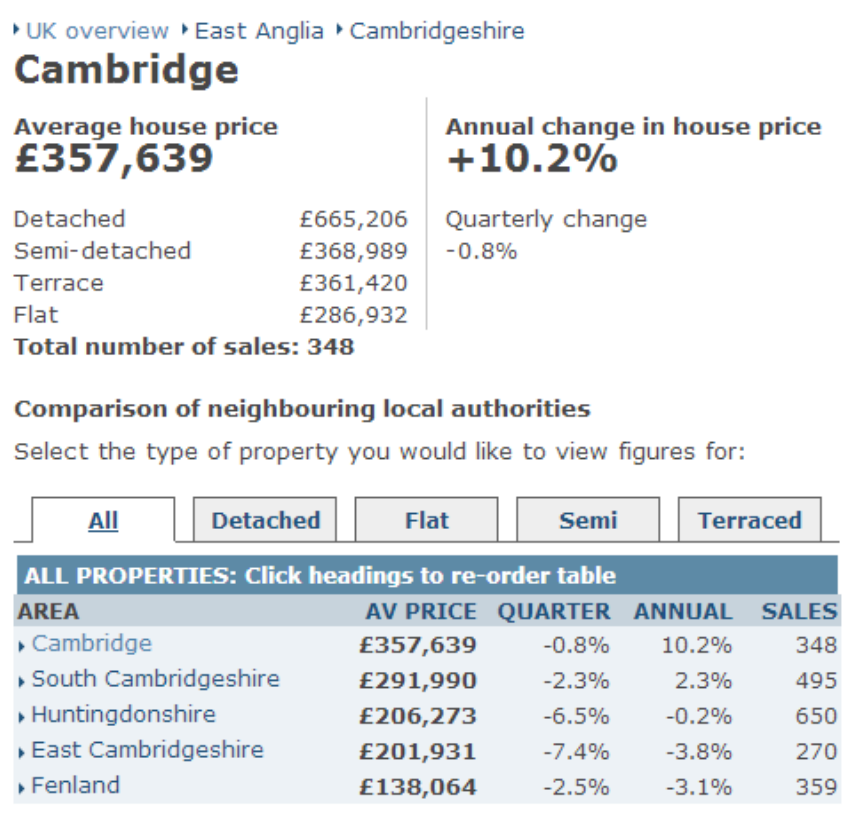 UK overview East Anglia Cambridgeshire
Cambridge
Average house price
£357,639
Detached £665,206
Semi-detached £368,989
Terrace £361,420
Flat £286,932
Total number of sales: 348
Annual change in house price
+10.2%
Quarterly change
-0.8%
Comparison of neighbouring local authorities
Select the type of property you would like to view figures for:
All Detached Flat Semi Terraced
ALL PROPERTIES: Click headings to re-order table
AREA AV PRICE QUARTER ANNUAL SALES
Cambridge £357,639 -0.8% 10.2% 348
South Cambridgeshire £291,990 -2.3% 2.3% 495
Huntingdonshire £206,273 -6.5% -0.2% 650
East Cambridgeshire £201,931 -7.4% -3.8% 270
Fenland £138,064 -2.5% -3.1% 359